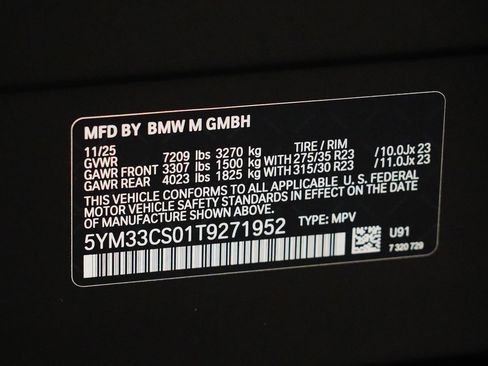 MFD BY BMW M GMBH
11/25
GVWR 7209 lbs 3270 kg TIRE / RIM
GAWR FRONT 3307 lbs 1500 kg WITH 275/35 R23 /10.0Jx 23
GAWR REAR 4023 lbs 1825 kg WITH 315/30 R23 /11.0Jx 23
THIS VEHICLE CONFORMS TO ALL APPLICABLE U. S. FEDERAL
MOTOR VEHICLE SAFETY STANDARDS IN EFFECT ON THE DATE
OF MANUFACTURE SHOWN ABOVE.
5YM33CS01T9271952 TYPE: MPV
U91
7 320 729